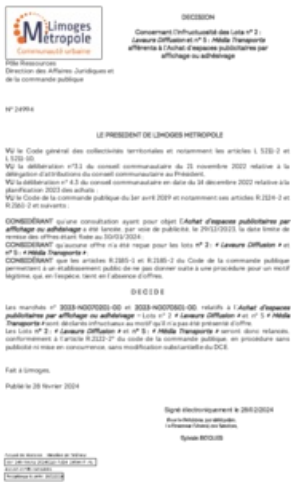 Limoges
Métropole
Communauté urbaine
Pôle Ressources
Direction des Affaires Juridiques et
de la commande publique
DECISION
Concernant l'infructuosité des Lots n° 2 :
Laveurs Diffusion et n° 5 : Média Transports
afférents à l'Achat d'espaces publicitaires par
affichage ou adhésivage
N° 24994
LE PRESIDENT DE LIMOGES METROPOLE
VU le Code général des collectivités territoriales et notamment les articles L 5211-2 et
L 5211-10.
VU la délibération n°3.1 du conseil communautaire du 21 novembre 2022 relative à la
délégation d'attributions du conseil communautaire au Président.
VU la délibération n° 4.3 du conseil communautaire en date du 14 décembre 2022 relative à la
planification 2023 des achats :
VU le Code de la commande publique du 1er avril 2019 et notamment ses articles R.2124-2 et
R.2161-2 et suivants :
CONSIDÉRANT qu'une consultation ayant pour objet l'Achat d'espaces publicitaires par
affichage ou adhésivage a été lancée, par voie de publicité, le 29/12/2023, la date limite de
remise des offres étant fixée au 30/01/2024 ;
CONSIDERANT qu'aucune offre n'a été reçue pour les lots n° 2 : « Laveurs Diffusion » et
n° 5 : « Média Transports » ;
CONSIDÉRANT que les articles R.2185-1 et R.2185-2 du Code de la commande publique
permettent à un établissement public de ne donner suite à une procédure pour un motif
légitime, qui, en l'espèce, tient en l'absence d'offres.
D E C I D E
Les marchés n° et relatifs à l'Achat d'espaces
publicitaires par affichage ou adhésivage – Lots n° 2 « Laveurs Diffusion » et n° 5 « Média
Transports » sont déclarés infructueux au motif qu'il n'a pas été présenté d'offre.
Les Lots n° 2 : « Laveurs Diffusion » et n° 5 : « Média Transports » seront donc relancés,
conformément à l'article R.2122-2° du code de la commande publique, en procédure sans
publicité ni mise en concurrence, sans modification substantielle du DCE.
Fait à Limoges.
Publié le 28 février 2024
Signé électroniquement le 28/02/2024
Sylvain